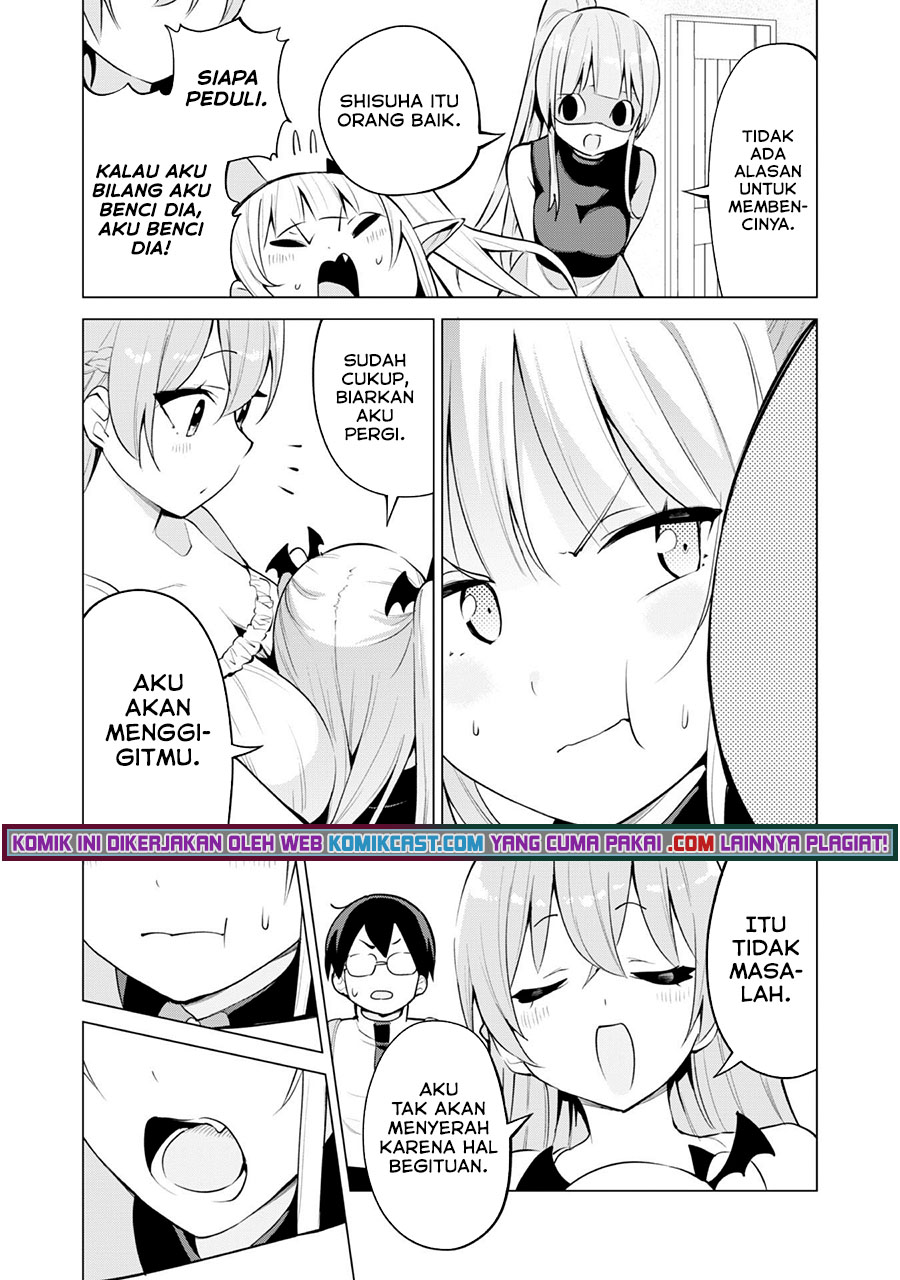 TIDAK
ADA
ALASAN
UNTUK
MEMBEN-
CINYA.
SHISUHA ITU
ORANG BAIK.
SIAPA
PEDULI.
KALAU AKU
BILANG AKU
BENCI DIA,
AKU BENCI
DIA!
SUDAH
CUKUP,
BIARKAN
AKU
PERGI.
AKU
AKAN
MENGGI-
GITMU.
KOMIK INI DIKERJAKAN OLEH WEB KOMIKCAST.COM YANG CUMA PAKAI .COM LAINNYA PLAGIAT!
ITU
TIDAK
MASA-
LAH.
AKU
TAK AKAN
MENYERAH
KARENA HAL
BEGITUAN.